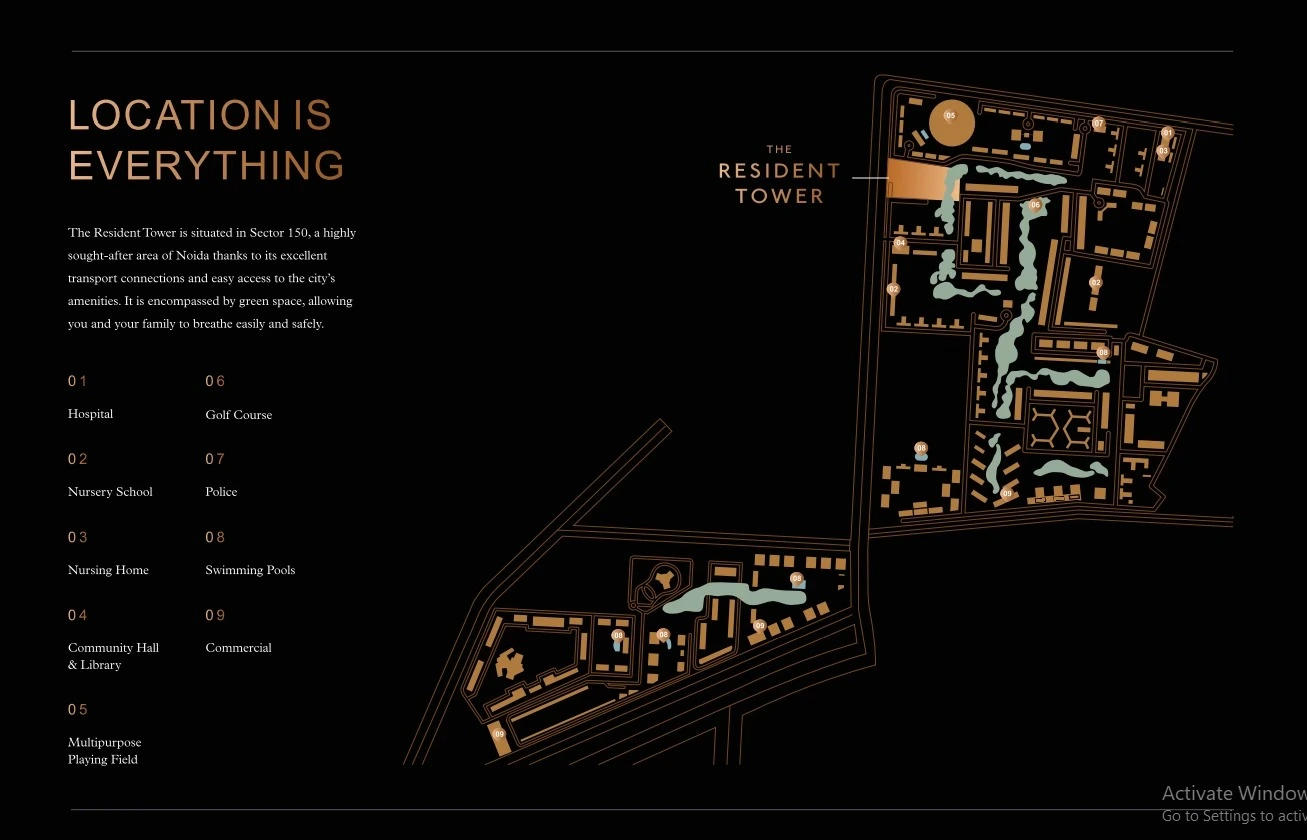 LOCATION IS
EVERYTHING
The Resident Tower is situated in Sector 150, a highly
sought-after area of Noida thanks to its excellent
transport connections and easy access to the city's
amenities. It is encompassed by green space, allowing
you and your family to breathe easily and safely.
01
Hospital
02
Nursery School
03
Nursing Home
04
Community Hall
& Library
05
Multipurpose
Playing Field
06
Golf Course
07
Police
08
Swimming Pools
09
Commercial
THE
RESIDENT
TOWER
05
07
01
03
06
04
02
02
08
08
09
08
09
08
08
09
Activate Window
Go to Settings to activ